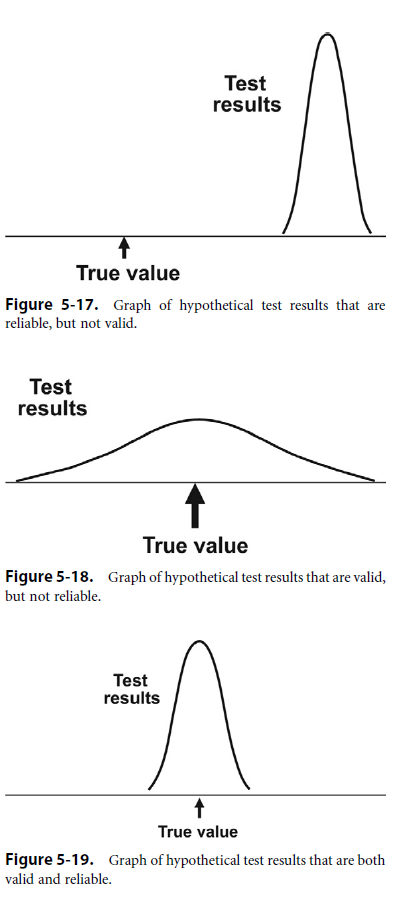 Test
results
True value
Figure 5-17. Graph of hypothetical test results that are
reliable, but not valid.
Test
results
True value
Figure 5-18. Graph of hypothetical test results that are valid,
but not reliable.
Test
results
True value
Figure 5-19. Graph of hypothetical test results that are both
valid and reliable.